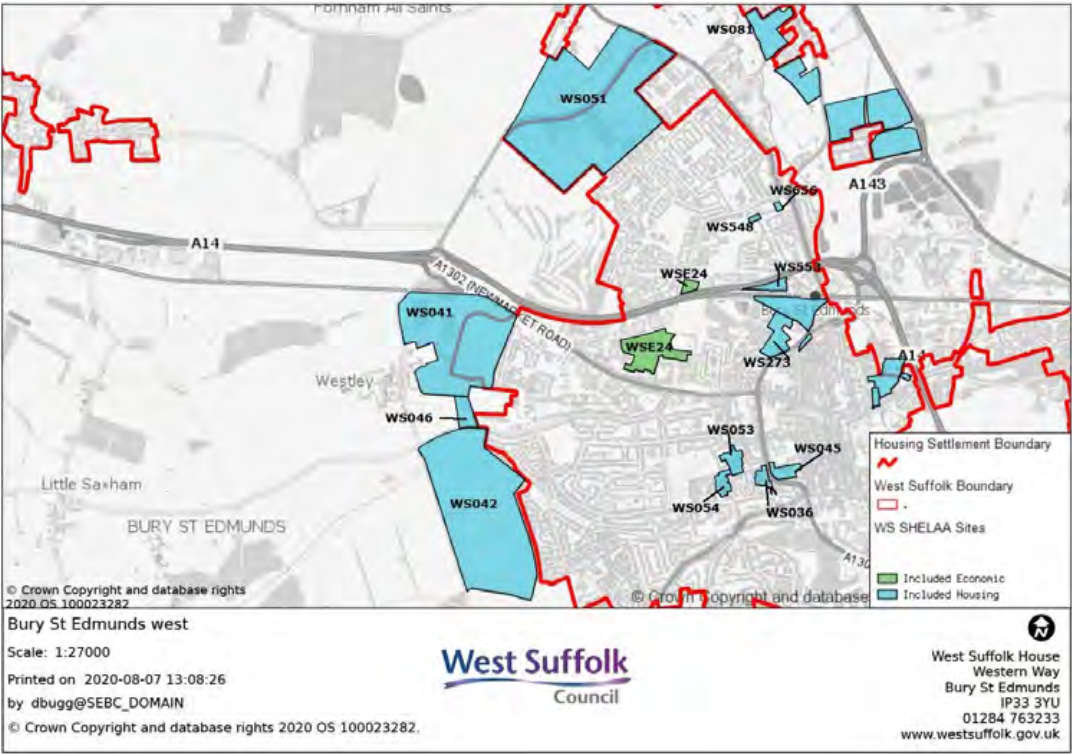 Fornham All Saints
WS081
WS051
A143
WS656
WS548
A14
WSE24
WS553
A1302 (NEWMARKET ROAD)
WS041
Bury St Edmunds
WSE24
WS273
A14
Westley
WS046
WS053
WS045
Little Saxham
WS042
WS054
WS036
BURY ST EDMUNDS
A130
Housing Settlement Boundary
West Suffolk Boundary
.
WS SHELAA Sites
Included Economic
Included Housing
© Crown Copyright and database rights
2020 OS 100023282
© Crown Copyright and database
Bury St Edmunds west
Scale: 1:27000
Printed on 2020-08-07 13:08:26
by dbugg@SEBC_DOMAIN
© Crown Copyright and database rights 2020 OS 100023282.
West Suffolk
Council
N
West Suffolk House
Western Way
Bury St Edmunds
IP33 3YU
01284 763233
www.westsuffolk.gov.uk